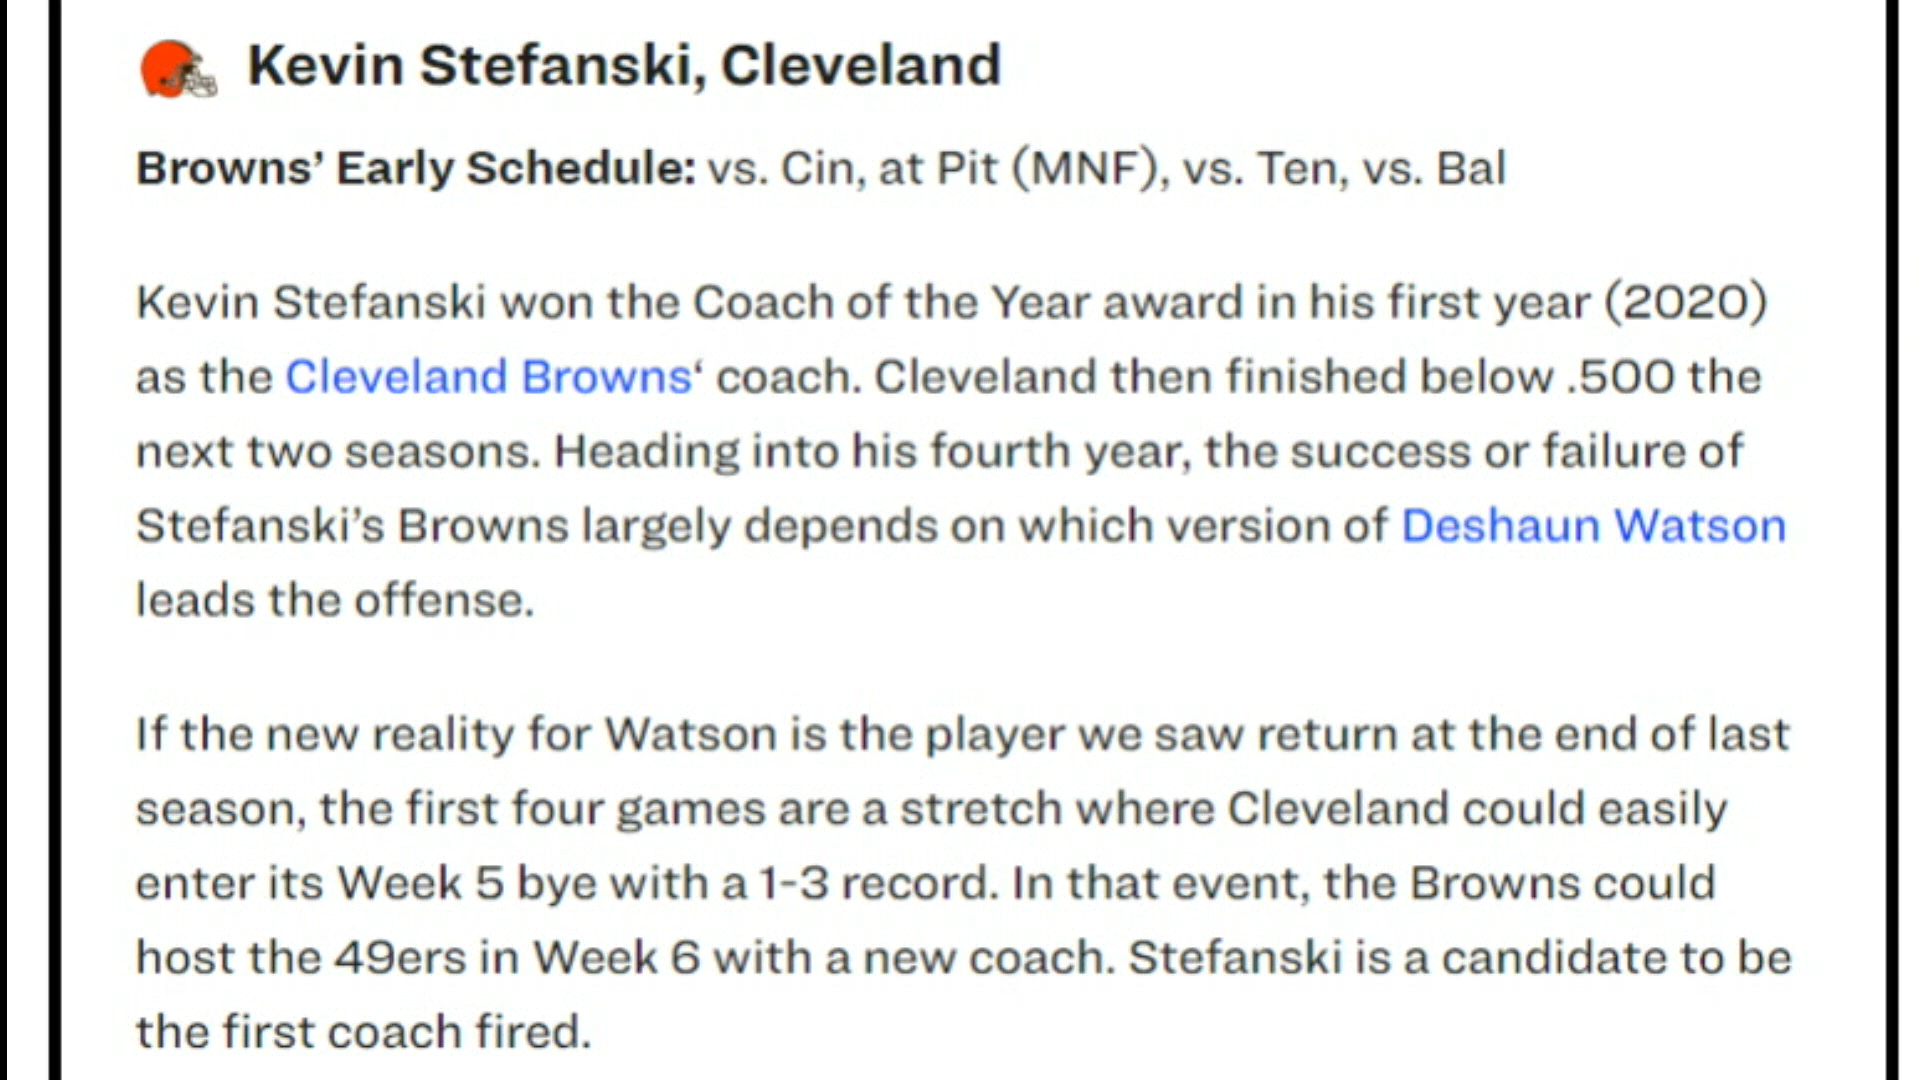 Kevin Stefanski, Cleveland
Browns’ Early Schedule: vs. Cin, at Pit (MNF), vs. Ten, vs. Bal
Kevin Stefanski won the Coach of the Year award in his first year (2020)
as the Cleveland Browns‘ coach. Cleveland then finished below .500 the
next two seasons. Heading into his fourth year, the success or failure of
Stefanski’s Browns largely depends on which version of Deshaun Watson
leads the offense.
If the new reality for Watson is the player we saw return at the end of last
season, the first four games are a stretch where Cleveland could easily
enter its Week 5 bye with a 1-3 record. In that event, the Browns could
host the 49ers in Week 6 with a new coach. Stefanski is a candidate to be
the first coach fired.